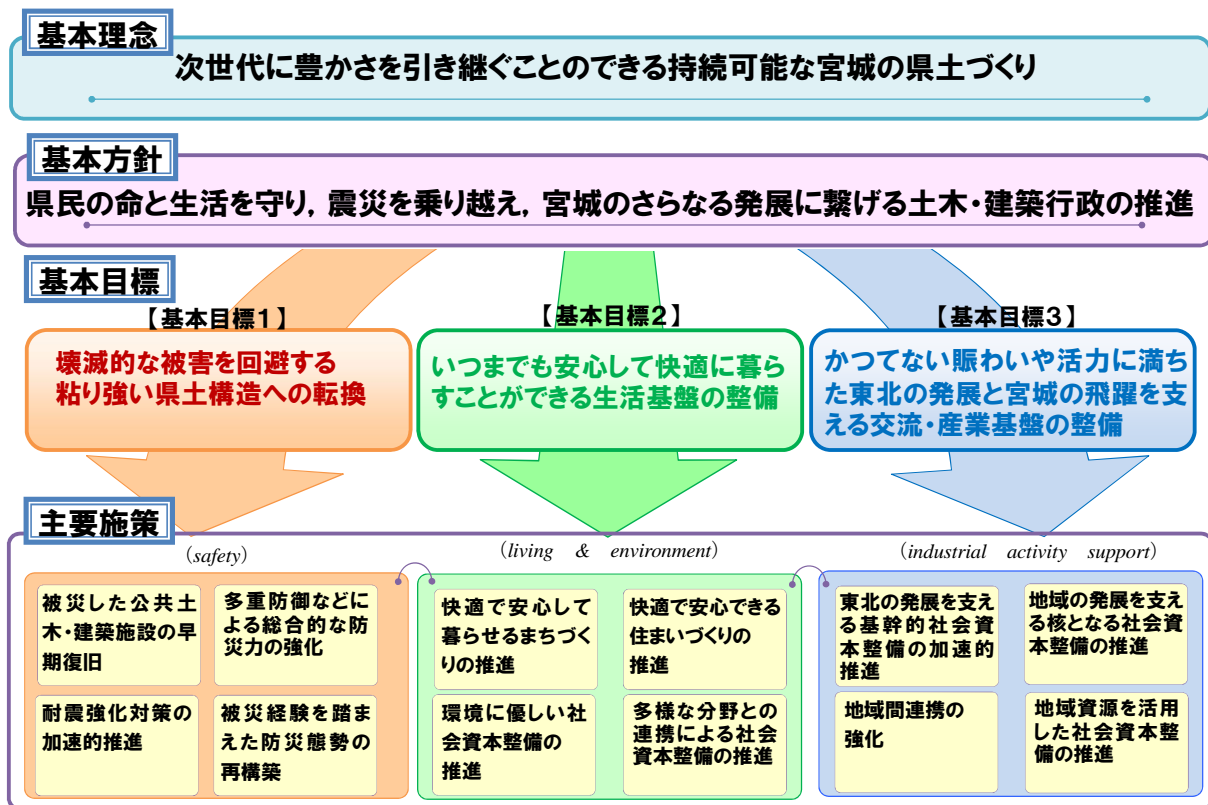 基本理念
次世代に豊かさを引き継ぐことのできる持続可能な宮城の県土づくり
基本方針
県民の命と生活を守り，震災を乗り越え，宮城のさらなる発展に繋げる土木・建築行政の推進
基本目標
【基本目標１】
壊滅的な被害を回避する
粘り強い県土構造への転換
【基本目標２】
いつまでも安心して快適に暮ら
すことができる生活基盤の整備
【基本目標３】
かつてない賑わいや活力に満ち
た東北の発展と宮城の飛躍を支
える交流・産業基盤の整備
主要施策
（safety）
被災した公共土
木・建築施設の早
期復旧
多重防御などに
よる総合的な防
災力の強化
耐震強化対策の
加速的推進
被災経験を踏ま
えた防災態勢の
再構築
（living & environment）
快適で安心して
暮らせるまちづく
りの推進
快適で安心できる
住まいづくりの
推進
環境に優しい社
会資本整備の
推進
多様な分野との
連携による社会
資本整備の推進
（industrial activity support）
東北の発展を支え
る基幹的社会資
本整備の加速的
推進
地域の発展を支え
る核となる社会資
本整備の推進
地域間連携の
強化
地域資源を活用
した社会資本整
備の推進